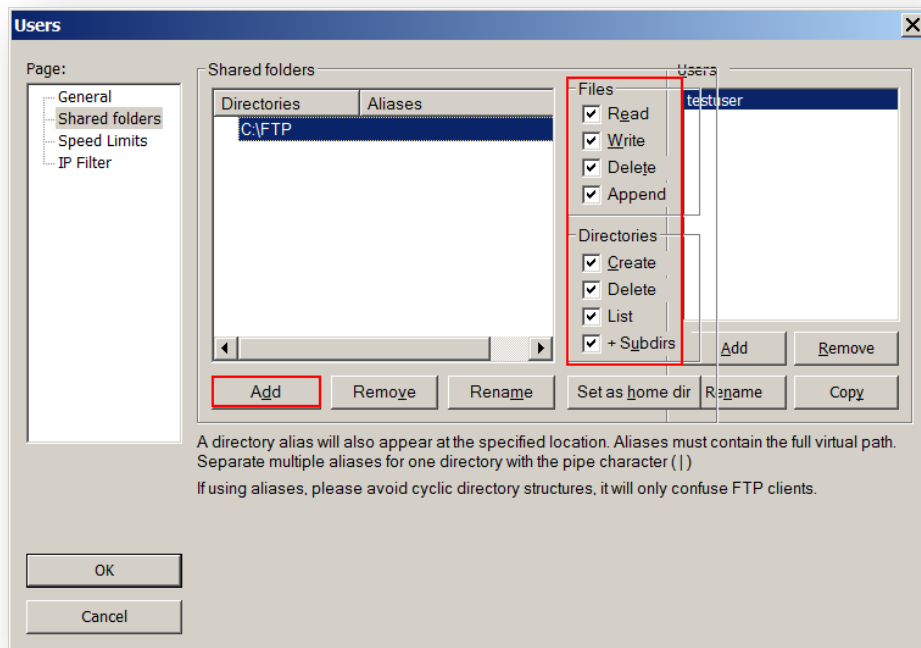 Users
Page:
General
Shared folders
Speed Limits
IP Filter
Shared folders
Directories Aliases
C:\FTP
Files
Read
Write
Delete
Append
Directories
Create
Delete
List
+ Subdirs
Add Remove Rename Set as home dir
Users
testuser
Add Remove
Rename Copy
A directory alias will also appear at the specified location. Aliases must contain the full virtual path.
Separate multiple aliases for one directory with the pipe character (|)
If using aliases, please avoid cyclic directory structures, it will only confuse FTP clients.
OK
Cancel